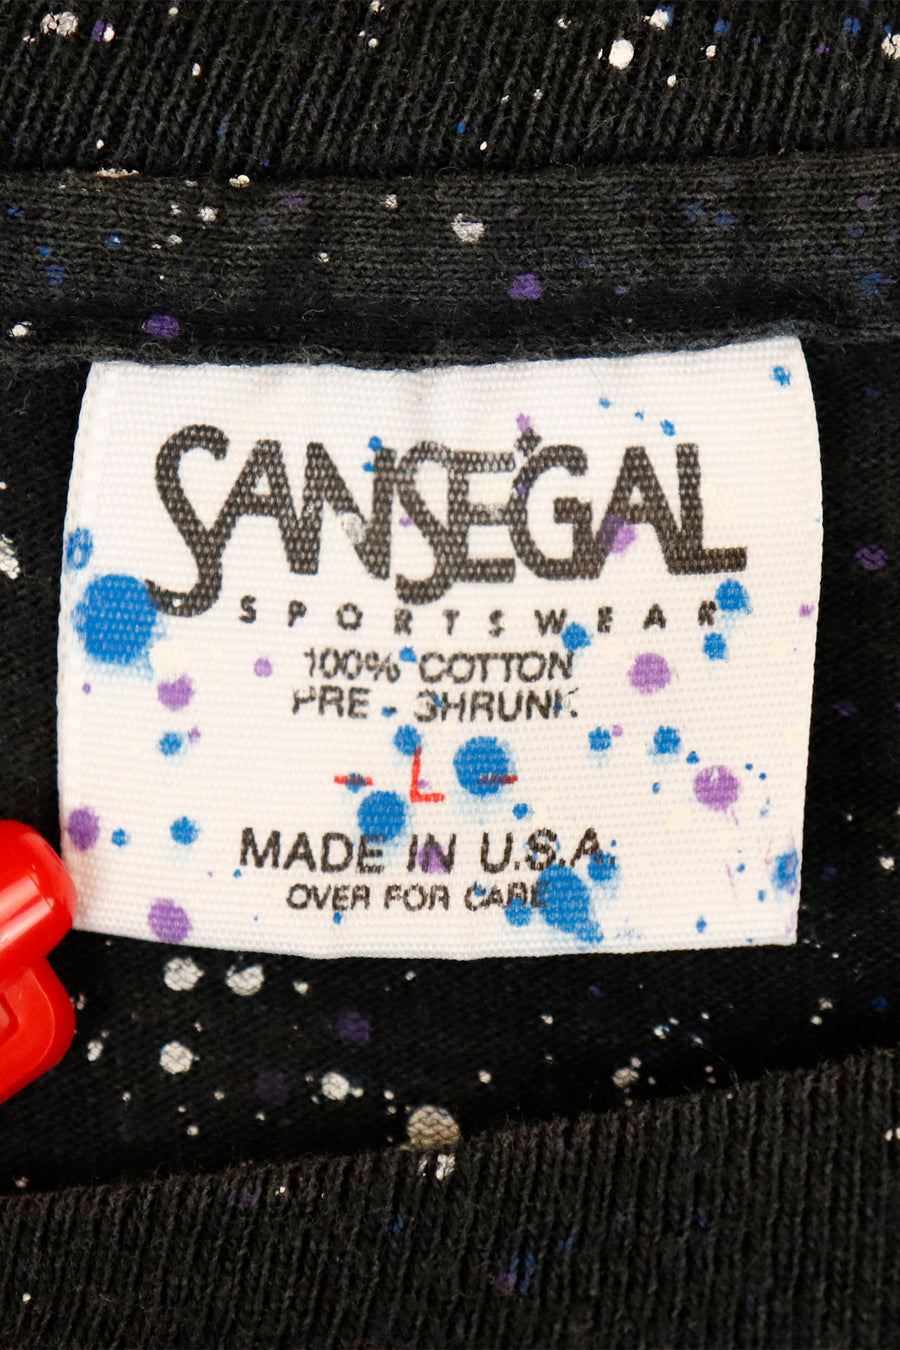 SANSEGAL
SPORTSWEAR
100% COTTON
PRE - SHRUNK
- L -
MADE IN U.S.A.
OVER FOR CARE